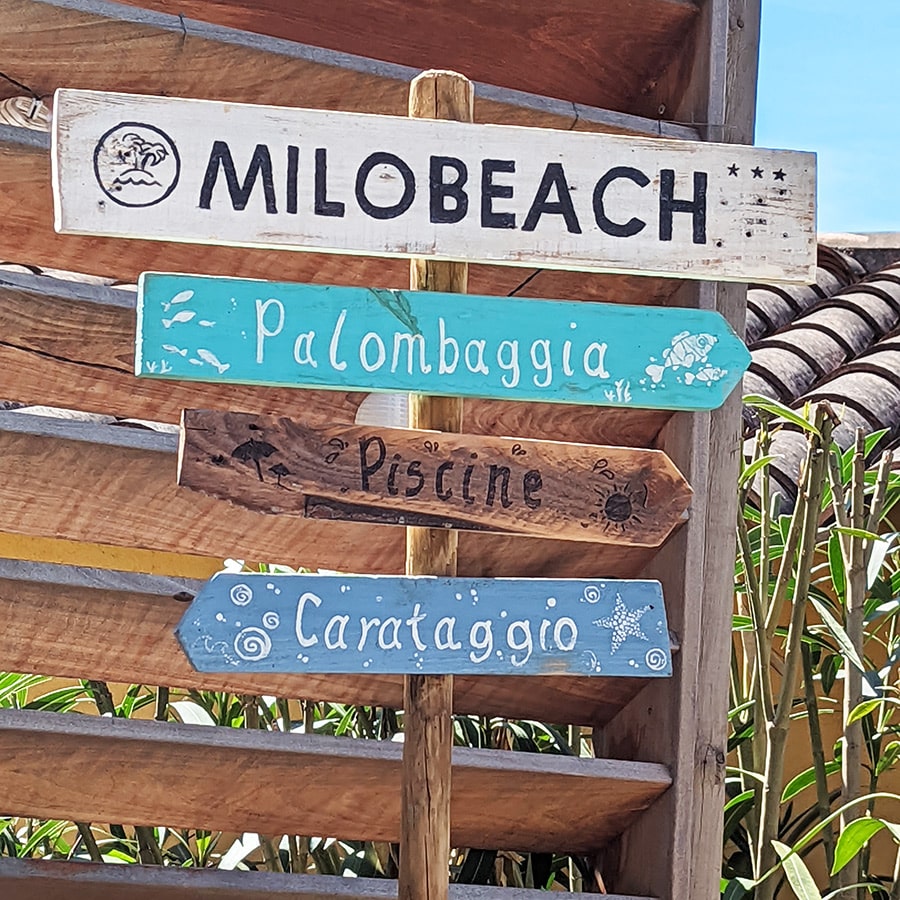 MILOBEACH ***
Palombaggia
Piscine
Carataggio